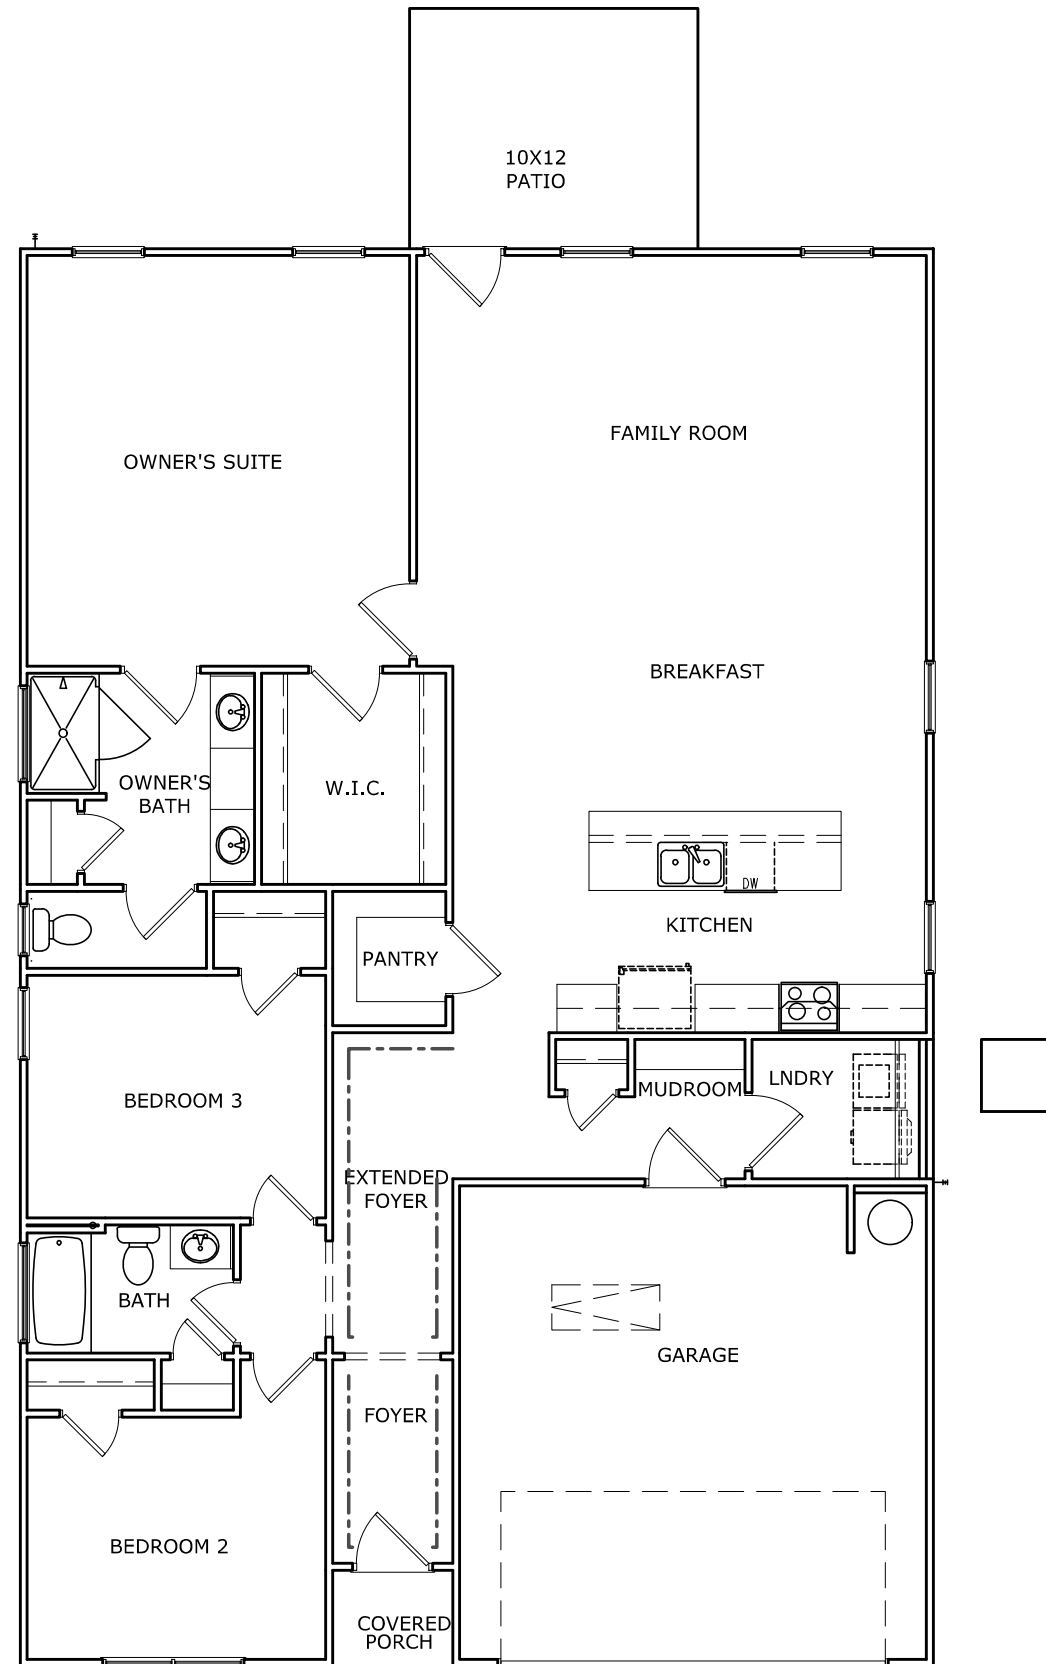 10X12
PATIO
FAMILY ROOM
OWNER'S SUITE
BREAKFAST
OWNER'S
BATH
W.I.C.
DW
KITCHEN
PANTRY
LNDRY
MUDROOM
BEDROOM 3
EXTENDED
FOYER
BATH
GARAGE
FOYER
BEDROOM 2
COVERED
PORCH